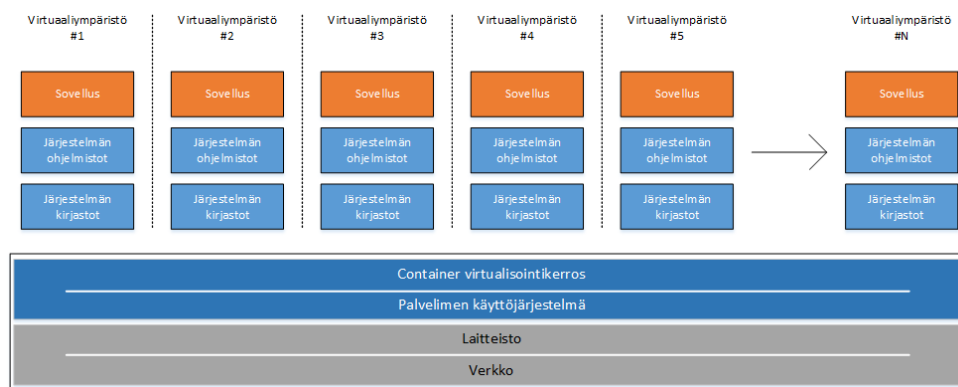 Virtuaaliympäristö
#1
Virtuaaliympäristö
#2
Virtuaaliympäristö
#3
Virtuaaliympäristö
#4
Virtuaaliympäristö
#5
Virtuaaliympäristö
#N
Sovellus
Sovellus
Sovellus
Sovellus
Sovellus
Sovellus
Järjestelmän
ohjelmistot
Järjestelmän
ohjelmistot
Järjestelmän
ohjelmistot
Järjestelmän
ohjelmistot
Järjestelmän
ohjelmistot
Järjestelmän
ohjelmistot
Järjestelmän
kirjastot
Järjestelmän
kirjastot
Järjestelmän
kirjastot
Järjestelmän
kirjastot
Järjestelmän
kirjastot
Järjestelmän
kirjastot
Container virtualisointikerros
Palvelimen käyttöjärjestelmä
Laitteisto
Verkko